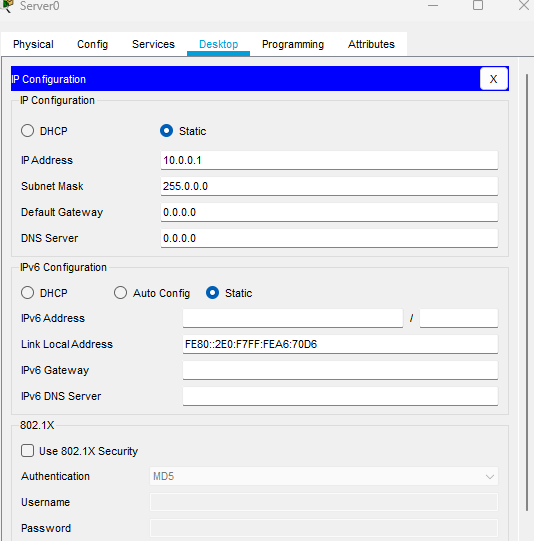 Server0
Physical Config Services Desktop Programming Attributes
IP Configuration X
IP Configuration
DHCP Static
IP Address 10.0.0.1
Subnet Mask 255.0.0.0
Default Gateway 0.0.0.0
DNS Server 0.0.0.0
IPv6 Configuration
DHCP Auto Config Static
IPv6 Address /
Link Local Address FE80::2E0:F7FF:FEA6:70D6
IPv6 Gateway
IPv6 DNS Server
802.1X
Use 802.1X Security
Authentication MD5
Username
Password